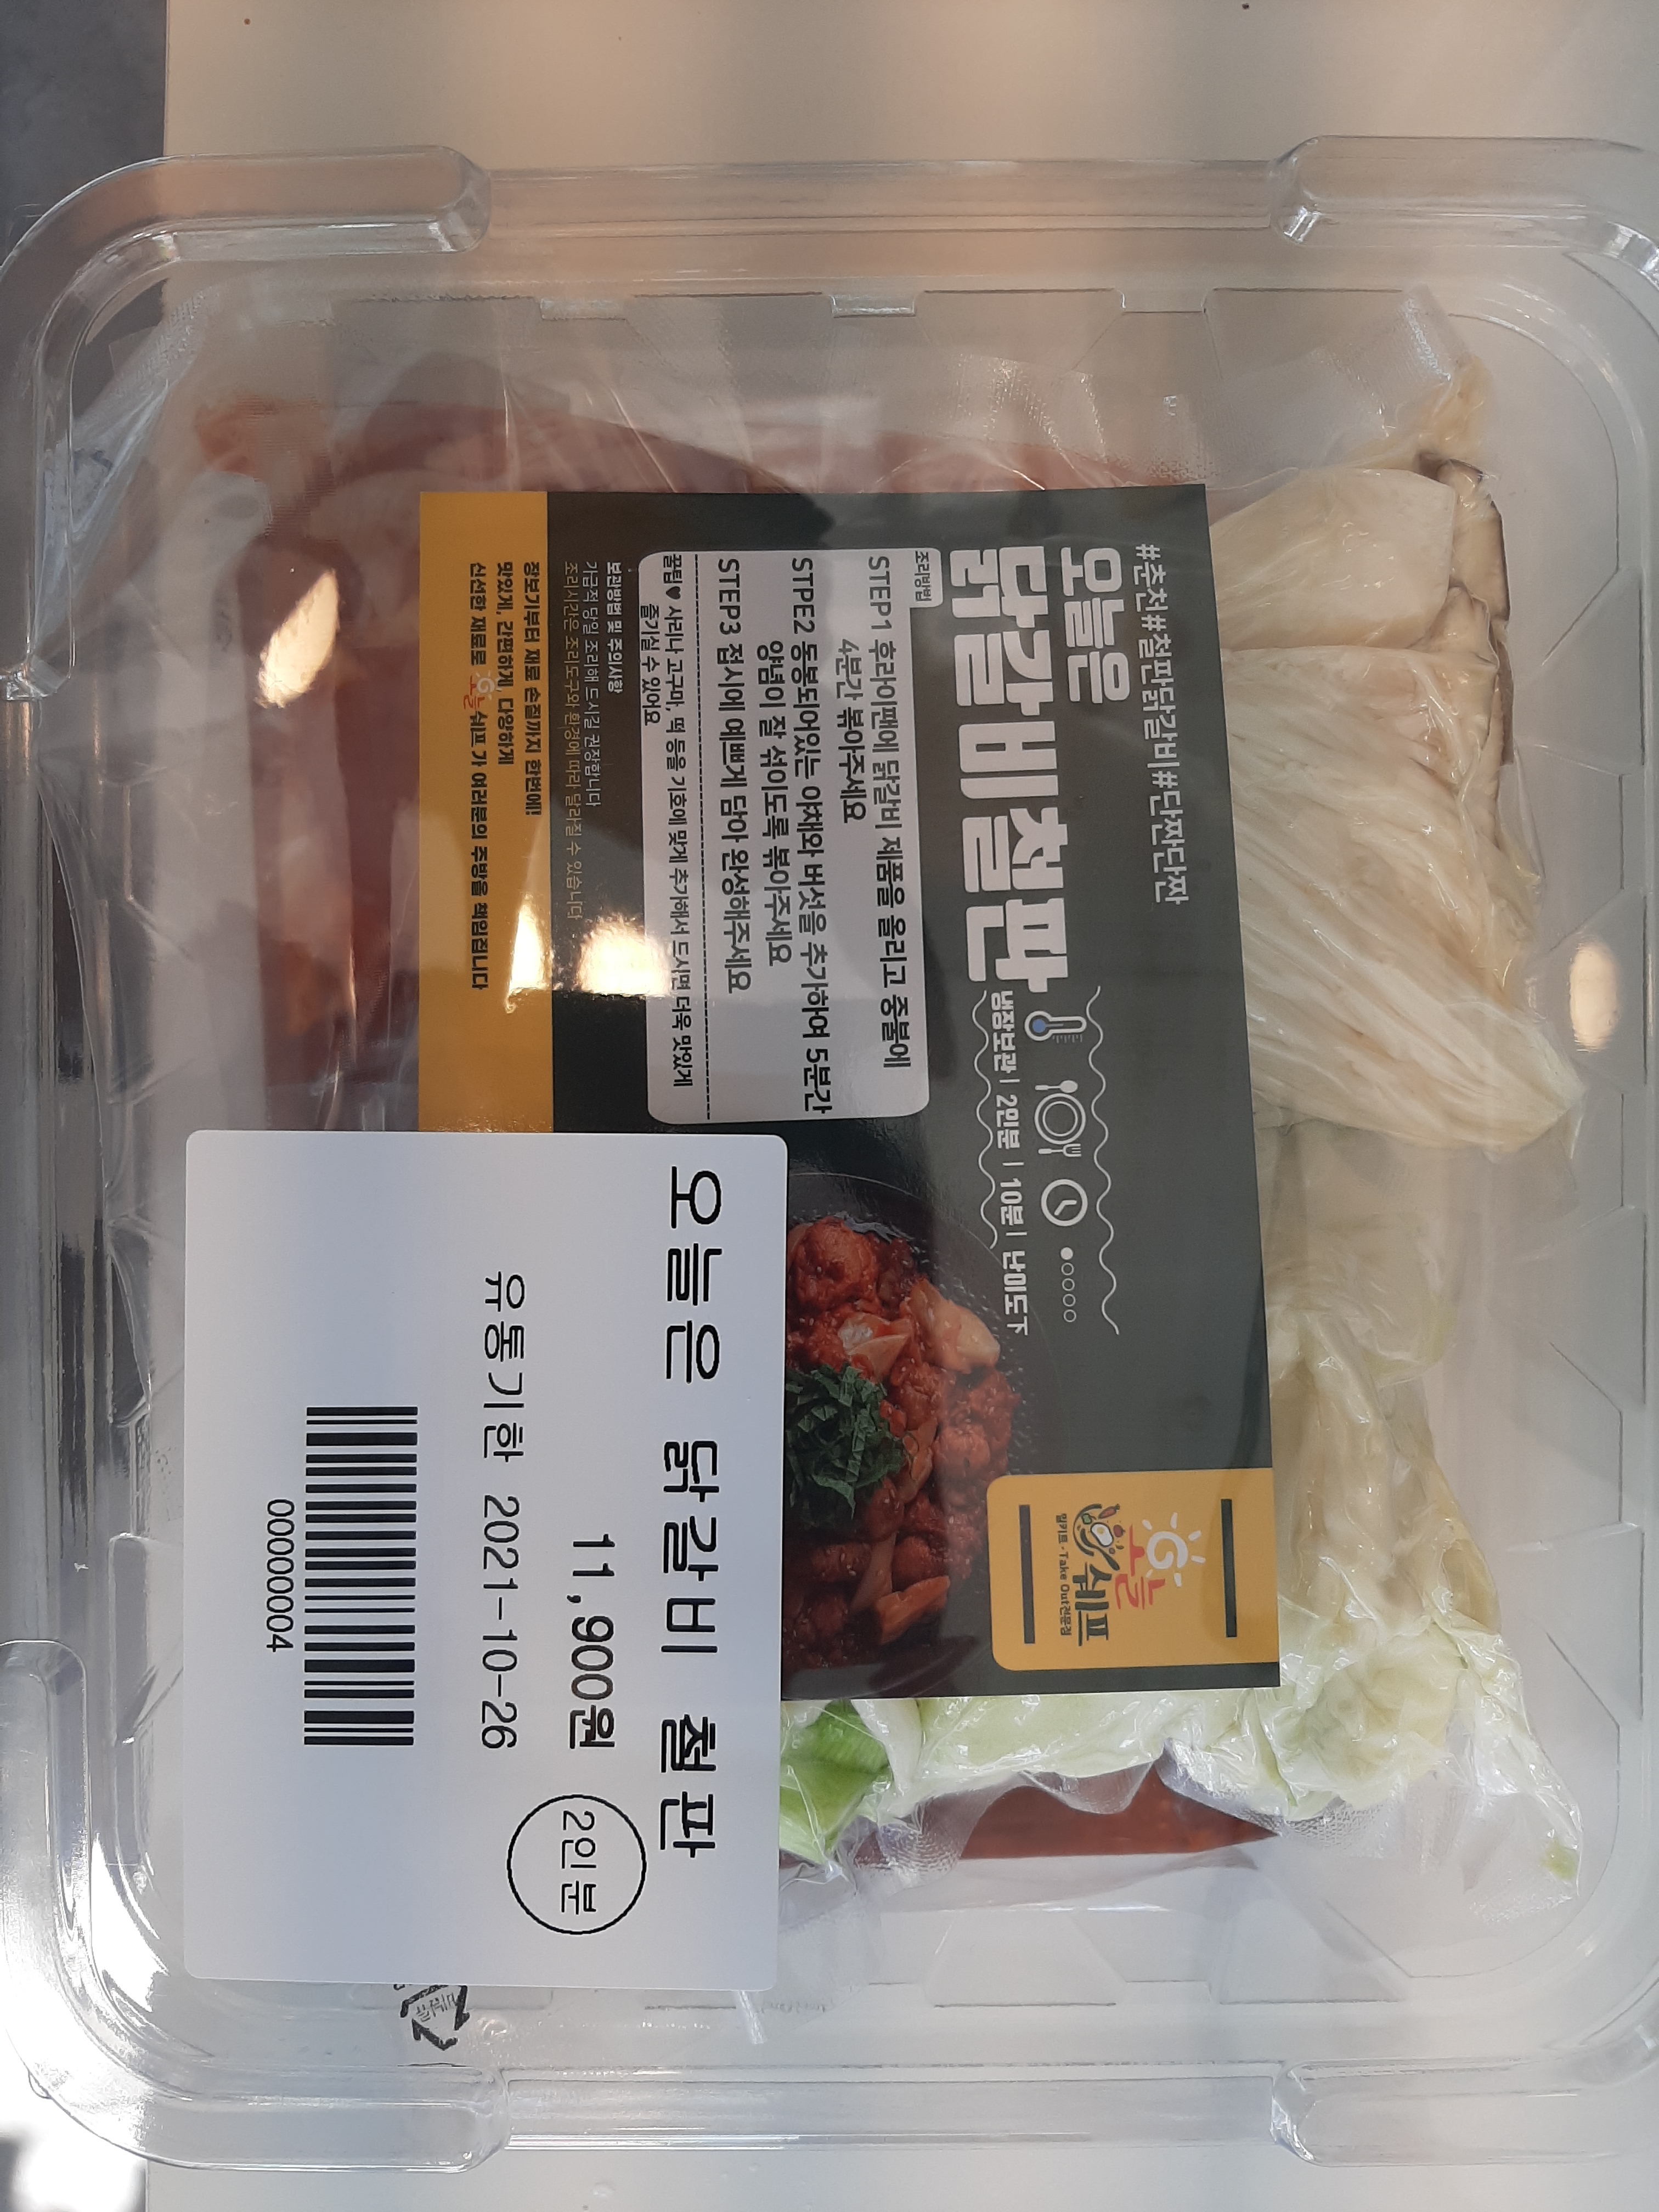 #춘천#철판닭갈비#단짠단짠
오늘은
닭갈비철판
냉장보관 | 2인분 | 10분 | 난이도下
조리방법
STEP1 후라이팬에 닭갈비 제품을 올리고 중불에
4분간 볶아주세요
STPE2 동봉되어있는 야채와 버섯을 추가하여 5분간
양념이 잘 섞이도록 볶아주세요
STEP3 접시에 예쁘게 담아 완성해주세요
꿀팁♥ 사리나 고구마, 떡 등을 기호에 맞게 추가해서 드시면 더욱 맛있게
즐기실 수 있어요
보관방법 및 주의사항
가급적 당일 조리해 드시길 권장합니다
조리시간은 조리도구와 환경에 따라 달라질 수 있습니다
장보기부터 재료 손질까지 한번에!
맛있게, 간편하게, 다양하게
신선한 재료로 오늘쉐프 가 여러분의 주방을 책임집니다
오늘
쉐프
밀키트 · Take Out전문점
오늘은 닭갈비 철판
11,900원
2인분
유통기한 2021-10-26
00000004